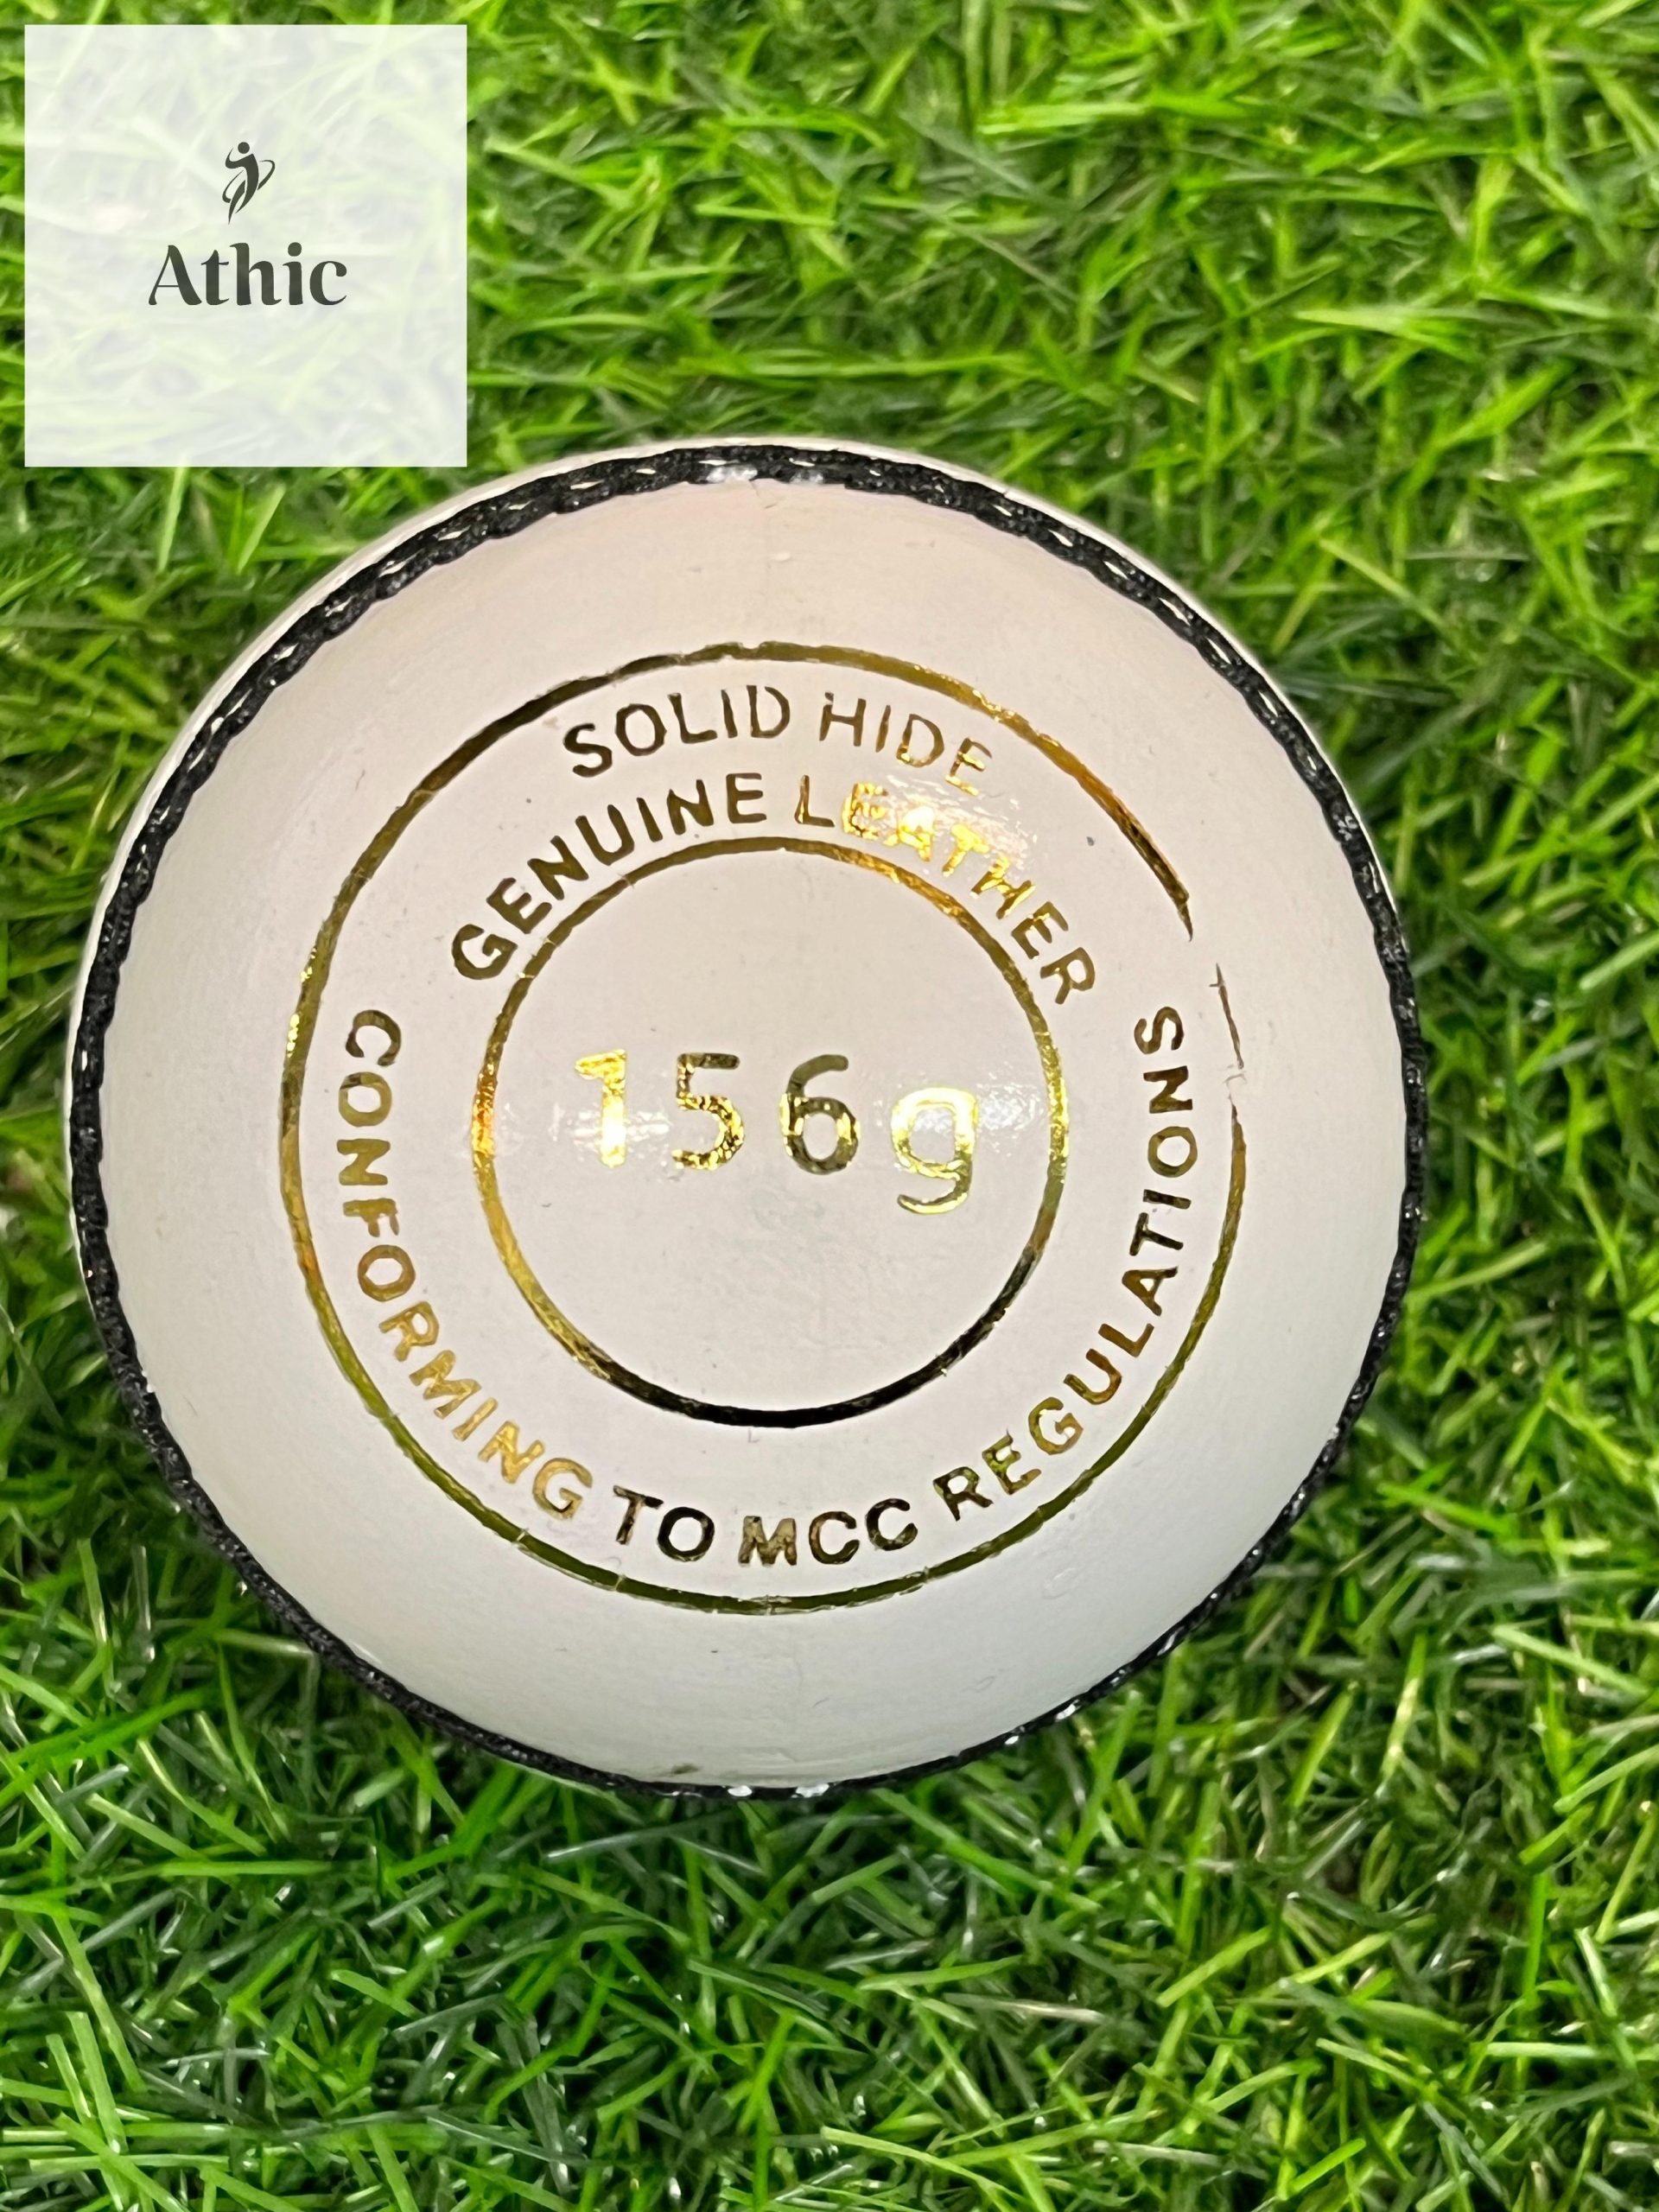 Athic
SOLID HIDE
GENUINE LEATHER
156g
CONFORMING TO MCC REGULATIONS